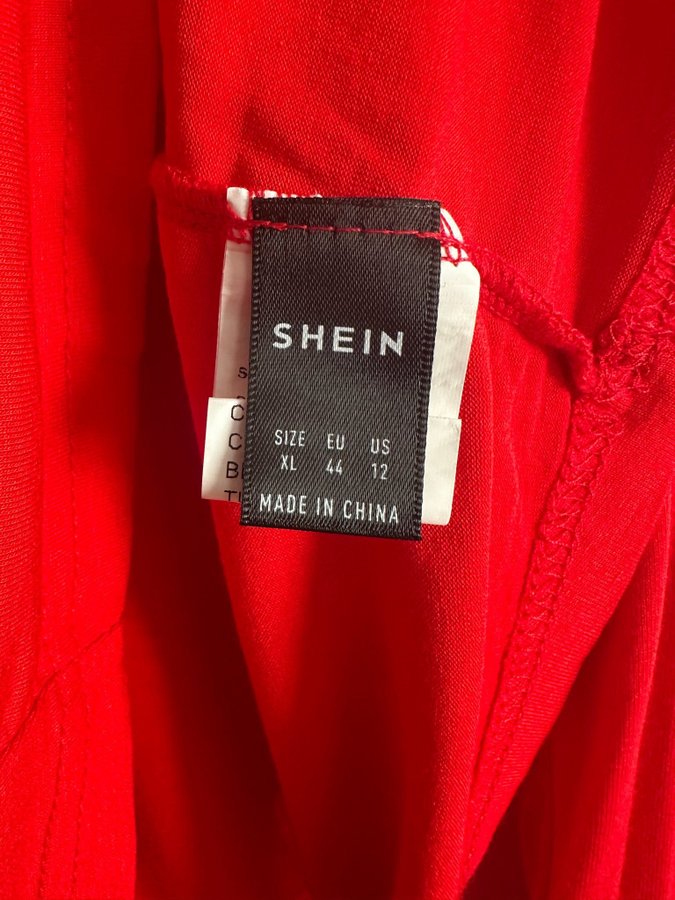 SHEIN
SIZE EU US
XL 44 12
MADE IN CHINA